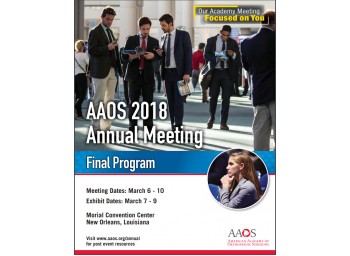 Our Academy Meeting
Focused on You
AAOS 2018
Annual Meeting
Final Program
Meeting Dates: March 6 - 10
Exhibit Dates: March 7 - 9
Morial Convention Center
New Orleans, Louisiana
Visit www.aaos.org/annual
for post event resources
AAOS
American Academy of
Orthopaedic Surgeons